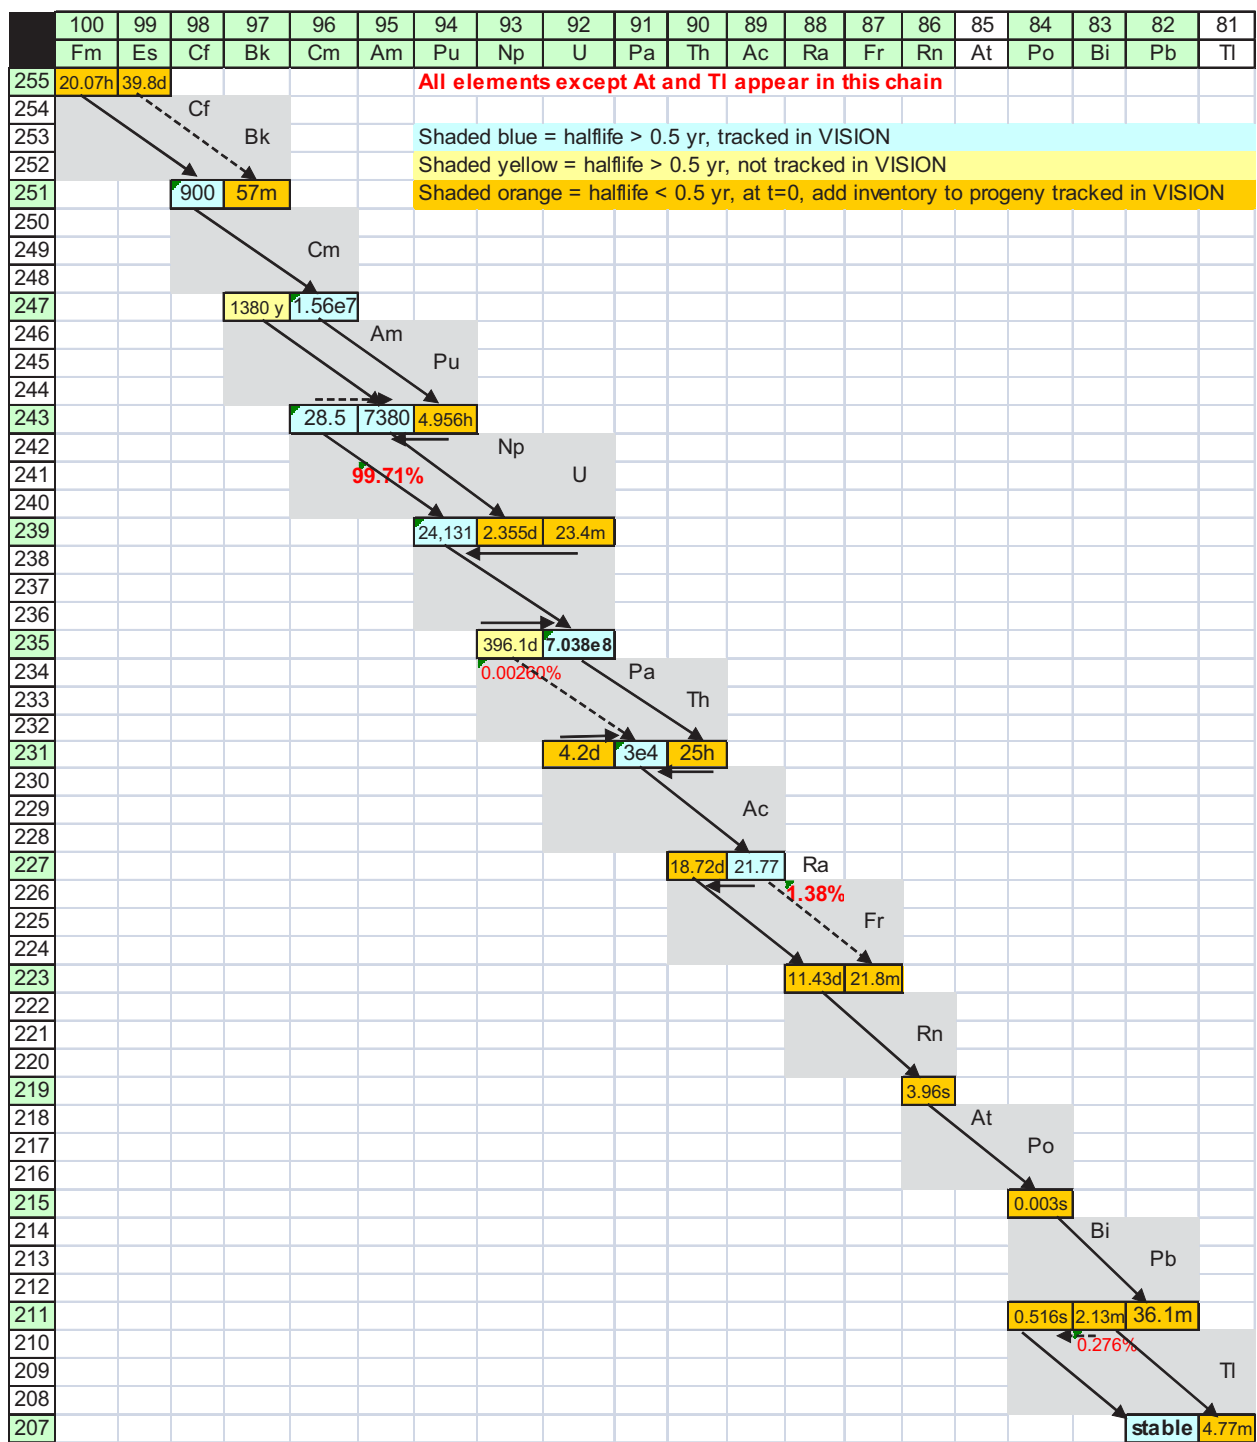 100 99 98 97 96 95 94 93 92 91 90 89 88 87 86 85 84 83 82 81
Fm Es Cf Bk Cm Am Pu Np U Pa Th Ac Ra Fr Rn At Po Bi Pb Tl
255 20.07h 39.8d All elements except At and Tl appear in this chain
254 Cf
253 Bk Shaded blue = halflife > 0.5 yr, tracked in VISION
252 Shaded yellow = halflife > 0.5 yr, not tracked in VISION
251 900 57m Shaded orange = halflife < 0.5 yr, at t=0, add inventory to progeny tracked in VISION
250
249 Cm
248
247 1380 y 1.56e7
246 Am
245 Pu
244
243 28.5 7380 4.956h
242 Np
241 99.71% U
240
239 24,131 2.355d 23.4m
238
237
236
235 396.1d 7.038e8
234 0.00260% Pa
233 Th
232
231 4.2d 3e4 25h
230
229 Ac
228
227 18.72d 21.77 Ra
226 1.38%
225 Fr
224
223 11.43d 21.8m
222
221 Rn
220
219 3.96s
218 At
217 Po
216
215 0.003s
214 Bi
213 Pb
212
211 0.516s 2.13m 36.1m
210 0.276%
209 Tl
208
207 stable 4.77m